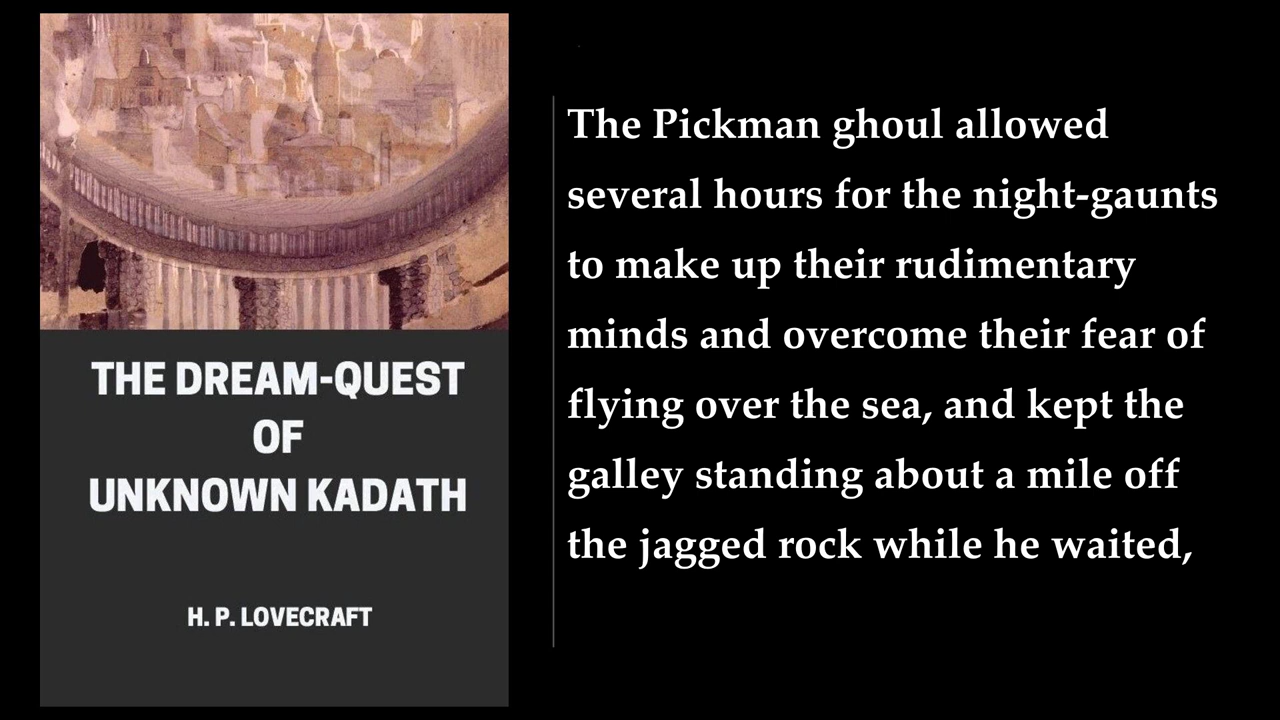 THE DREAM-QUEST
OF
UNKNOWN KADATH
H. P. LOVECRAFT
The Pickman ghoul allowed
several hours for the night-gaunts
to make up their rudimentary
minds and overcome their fear of
flying over the sea, and kept the
galley standing about a mile off
the jagged rock while he waited,